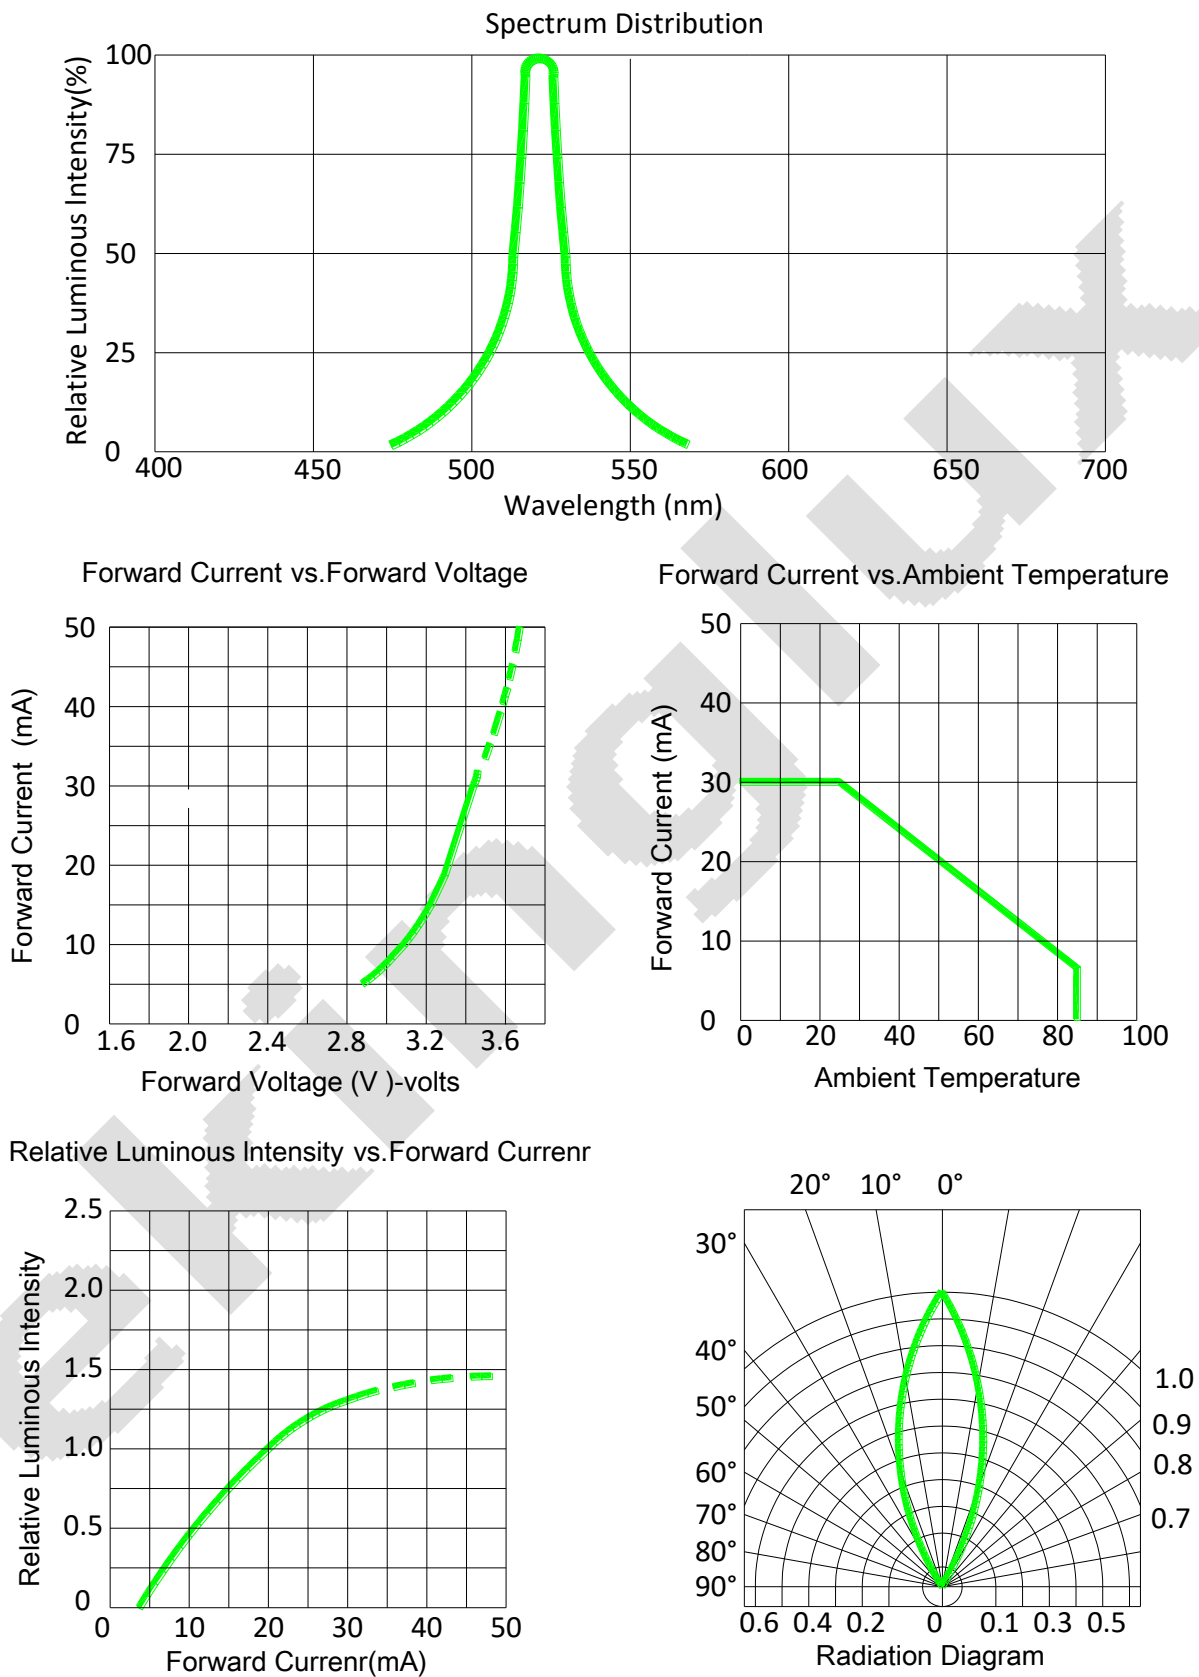 Spectrum Distribution
Relative Luminous Intensity(%)
100
75
50
25
0
400 450 500 550 600 650 700
Wavelength (nm)
Forward Current vs.Forward Voltage
Forward Current (mA)
50
40
30
20
10
0
1.6 2.0 2.4 2.8 3.2 3.6
Forward Voltage (V )-volts
Forward Current vs.Ambient Temperature
Forward Current (mA)
50
40
30
20
10
0
0 20 40 60 80 100
Ambient Temperature
Relative Luminous Intensity vs.Forward Currenr
Relative Luminous Intensity
2.5
2.0
1.5
1.0
0.5
0
0 10 20 30 40 50
Forward Currenr(mA)
20° 10° 0°
30°
40°
50°
60°
70°
80°
90°
1.0
0.9
0.8
0.7
0.6 0.4 0.2 0 0.1 0.3 0.5
Radiation Diagram
ekinglux